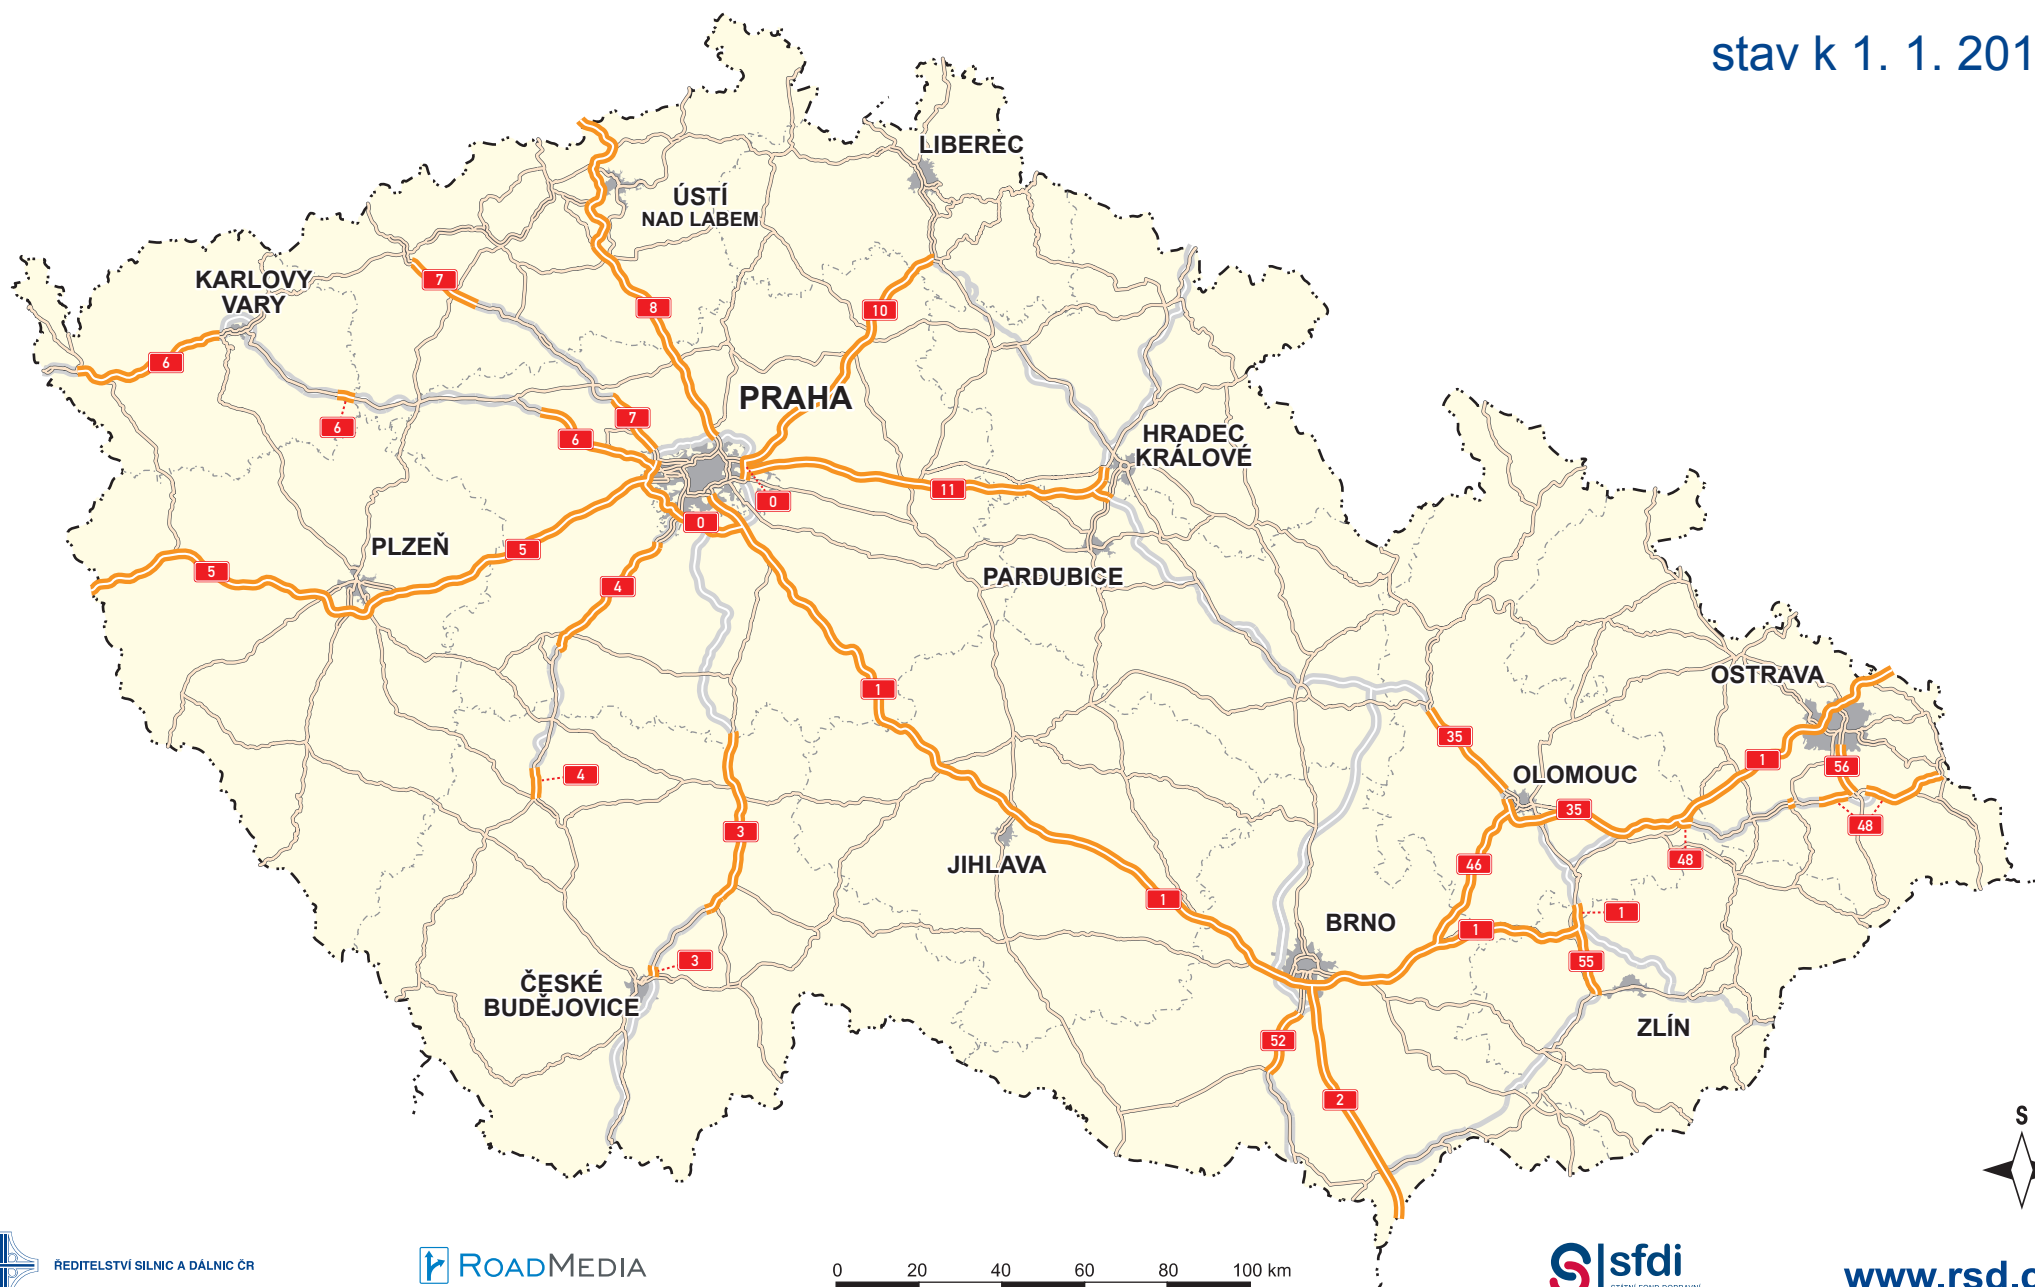 stav k 1. 1. 201
LIBEREC
ÚSTÍ
NAD LABEM
KARLOVY
VARY
7
8
10
6
PRAHA
6
7
6
HRADEC
KRÁLOVÉ
11
0
0
PLZEŇ
5
5
4
PARDUBICE
1
OSTRAVA
35
1
56
4
OLOMOUC
35
3
48
48
JIHLAVA
46
1
1
BRNO
1
3
55
ČESKÉ
BUDĚJOVICE
ZLÍN
52
2
S
ŘEDITELSTVÍ SILNIC A DÁLNIC ČR
ROADMEDIA
0 20 40 60 80 100 km
sfdi
www.rsd.c